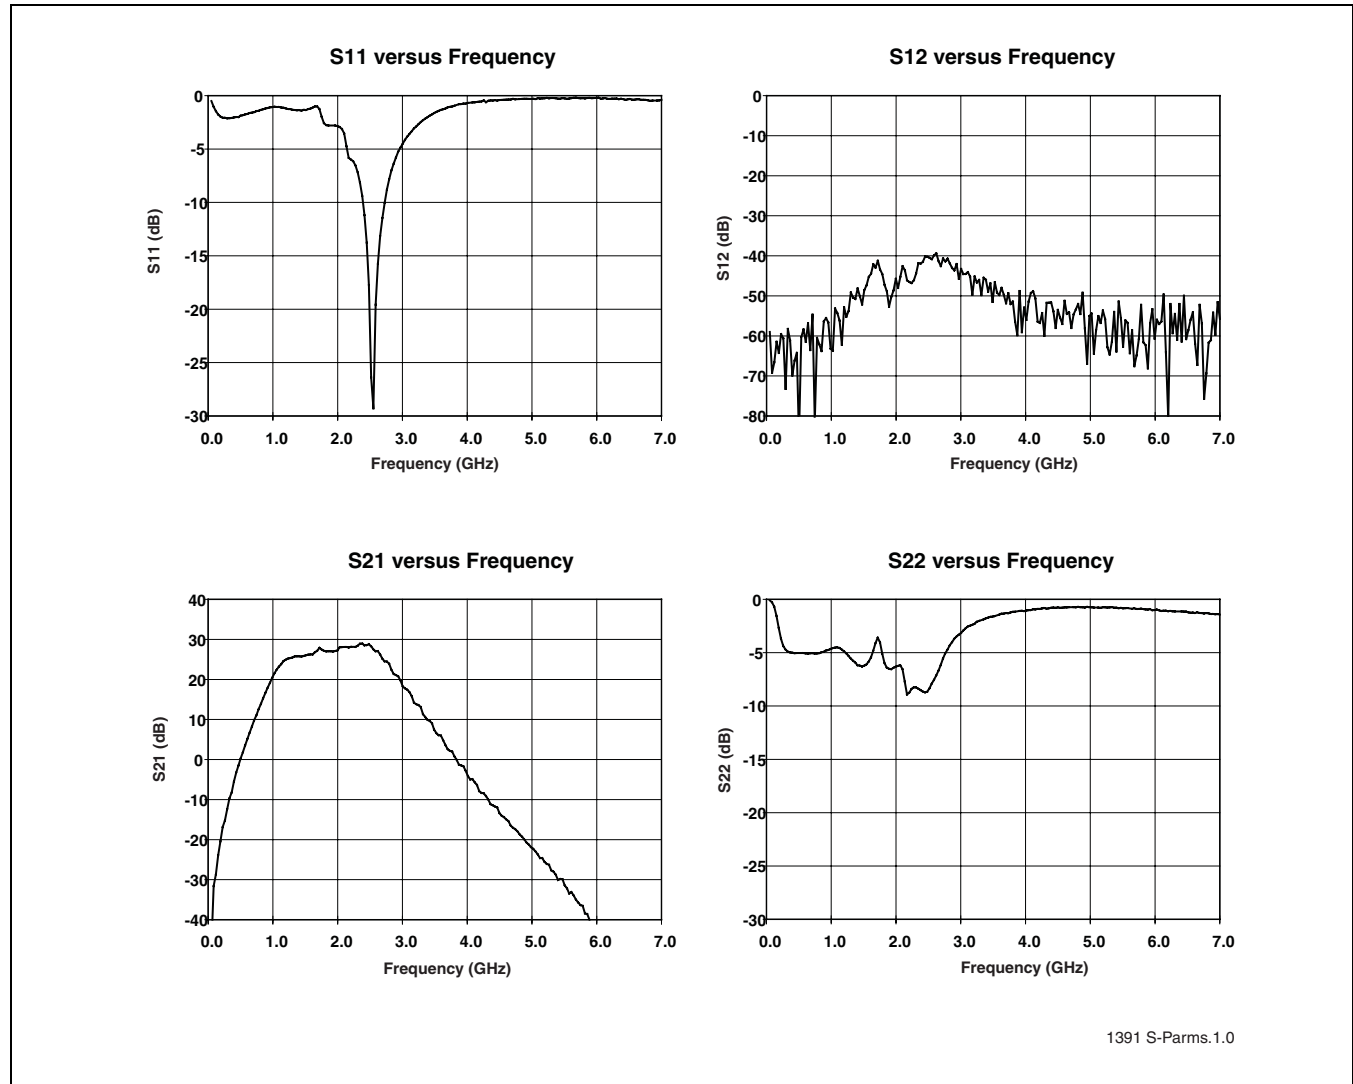 S11 versus Frequency
0
-5
-10
-15
-20
-25
-30
S11 (dB)
0.0 1.0 2.0 3.0 4.0 5.0 6.0 7.0
Frequency (GHz)
S12 versus Frequency
0
-10
-20
-30
-40
-50
-60
-70
-80
S12 (dB)
0.0 1.0 2.0 3.0 4.0 5.0 6.0 7.0
Frequency (GHz)
S21 versus Frequency
40
30
20
10
0
-10
-20
-30
-40
S21 (dB)
0.0 1.0 2.0 3.0 4.0 5.0 6.0 7.0
Frequency (GHz)
S22 versus Frequency
0
-5
-10
-15
-20
-25
-30
S22 (dB)
0.0 1.0 2.0 3.0 4.0 5.0 6.0 7.0
Frequency (GHz)
1391 S-Parms.1.0